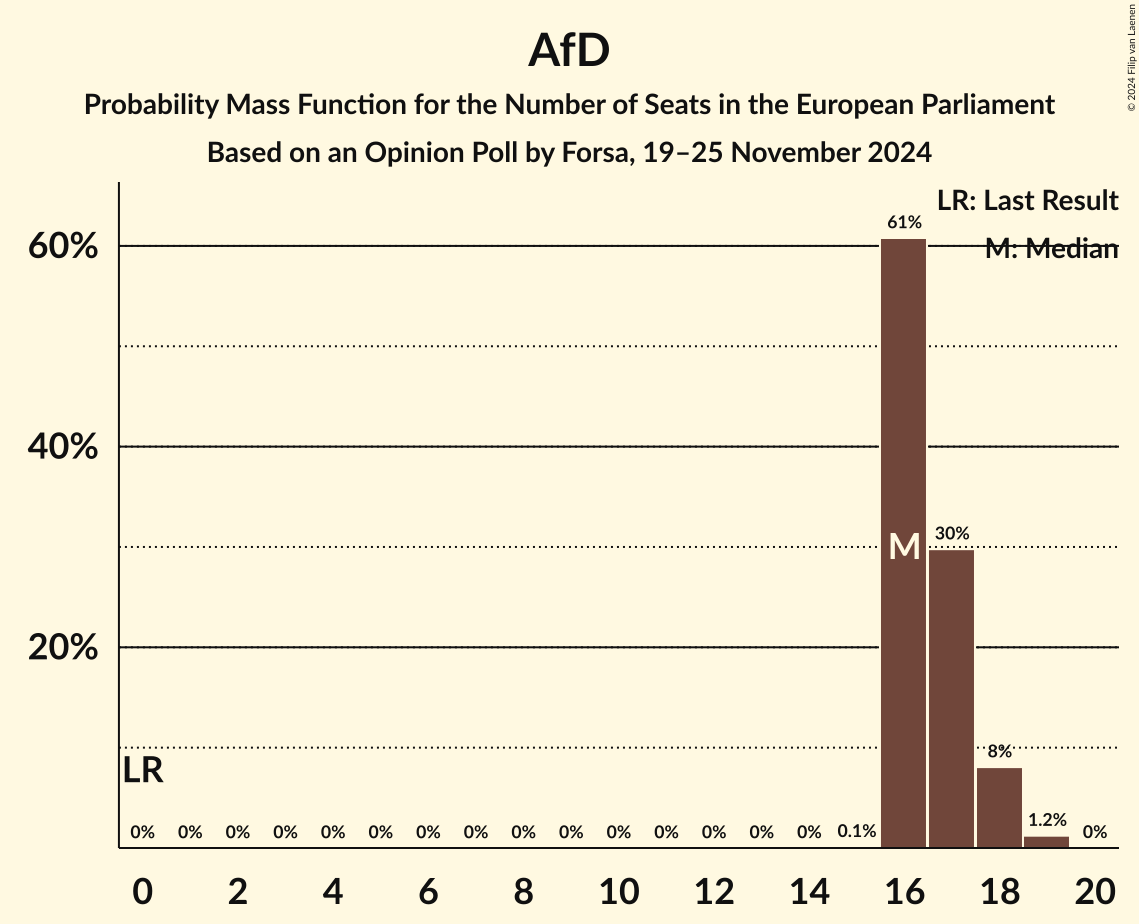 AfD
Probability Mass Function for the Number of Seats in the European Parliament
Based on an Opinion Poll by Forsa, 19–25 November 2024
© 2024 Filip van Laenen
LR: Last Result
M: Median
60%
40%
20%
61%
M
30%
8%
1.2%
LR
0% 0% 0% 0% 0% 0% 0% 0% 0% 0% 0% 0% 0% 0% 0% 0.1% 0%
0 2 4 6 8 10 12 14 16 18 20